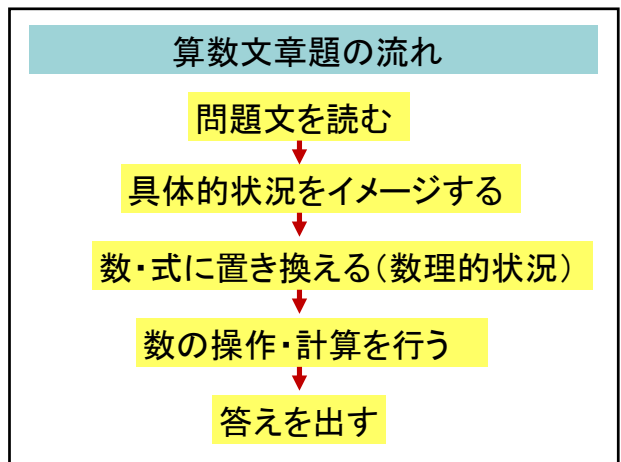 算数文章題の流れ
問題文を読む
具体的状況をイメージする
数・式に置き換える(数理的状況)
数の操作・計算を行う
答えを出す